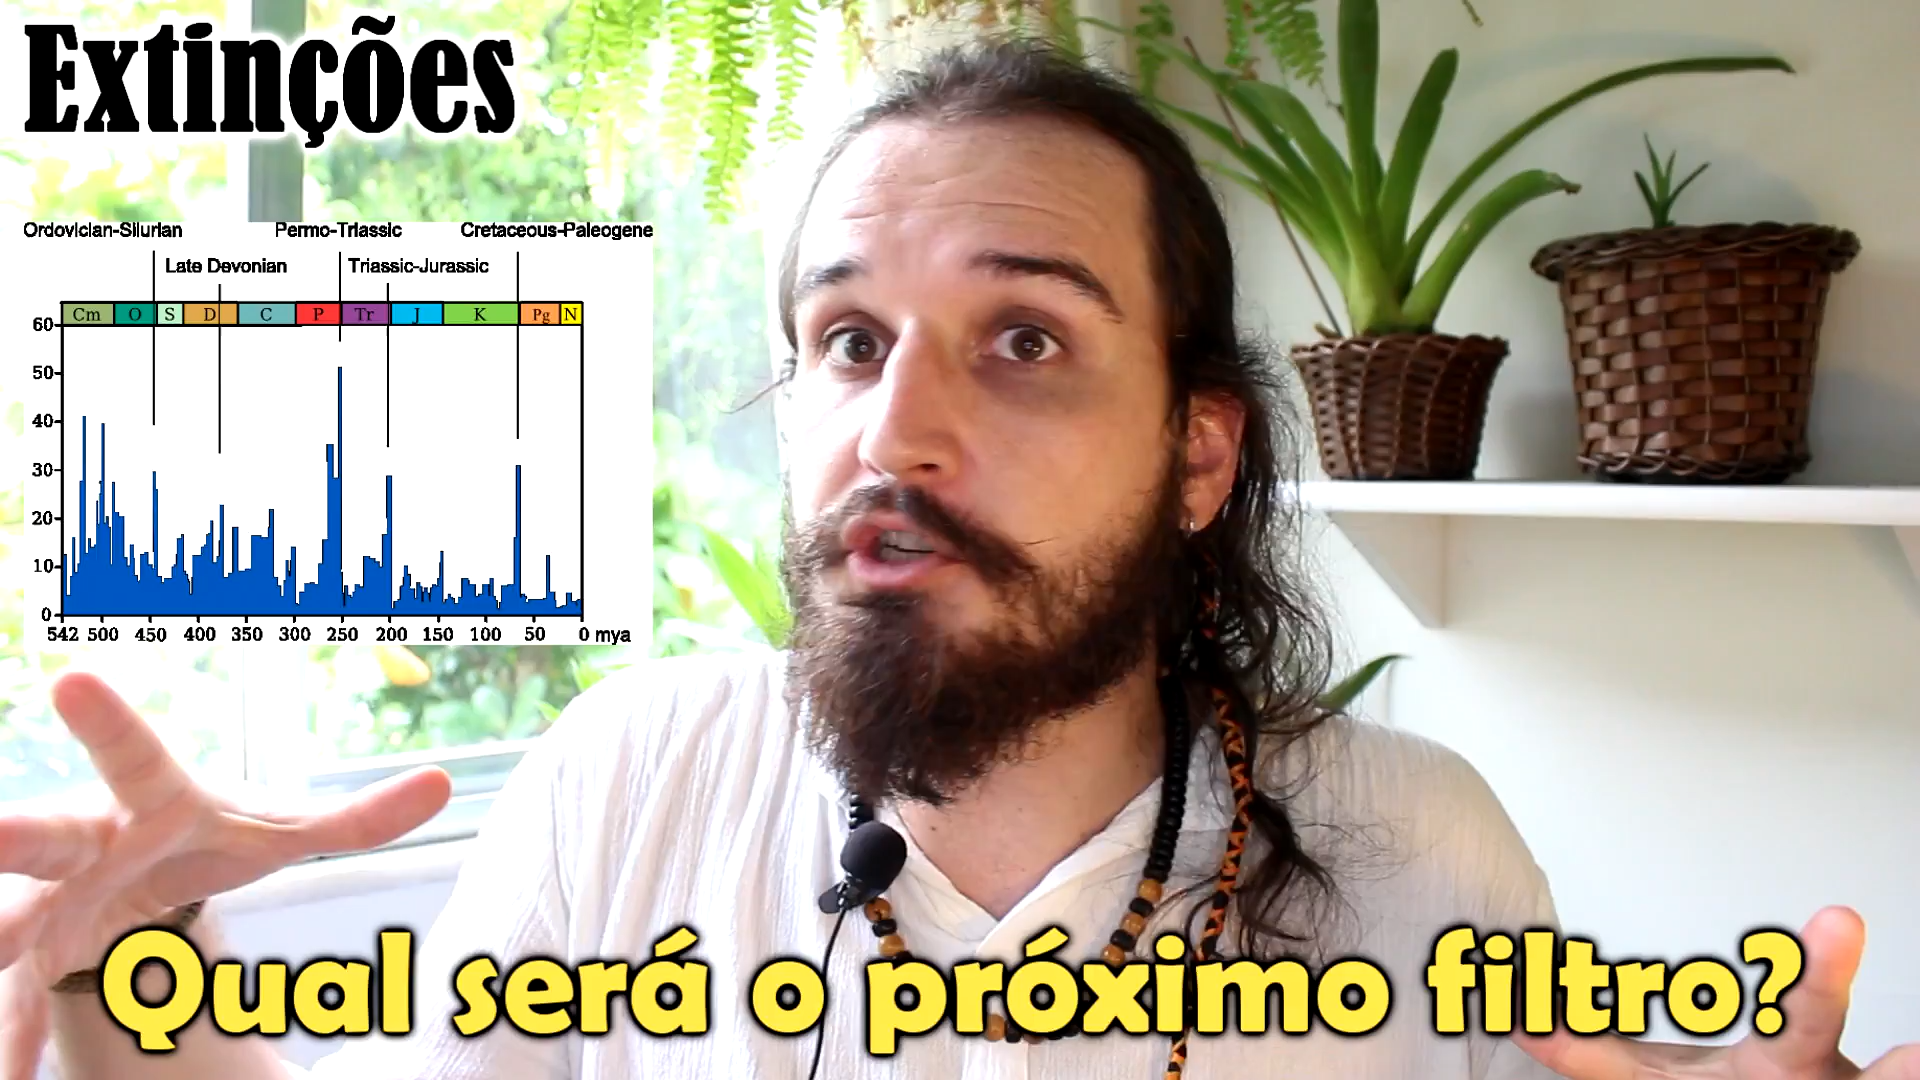 Extinções
Ordovician-Silurian Permo-Triassic Cretaceous-Paleogene
Late Devonian Triassic-Jurassic
Cm O S D C P Tr J K Pg N
60
50
40
30
20
10
0
542 500 450 400 350 300 250 200 150 100 50 0 mya
Qual será o próximo filtro?